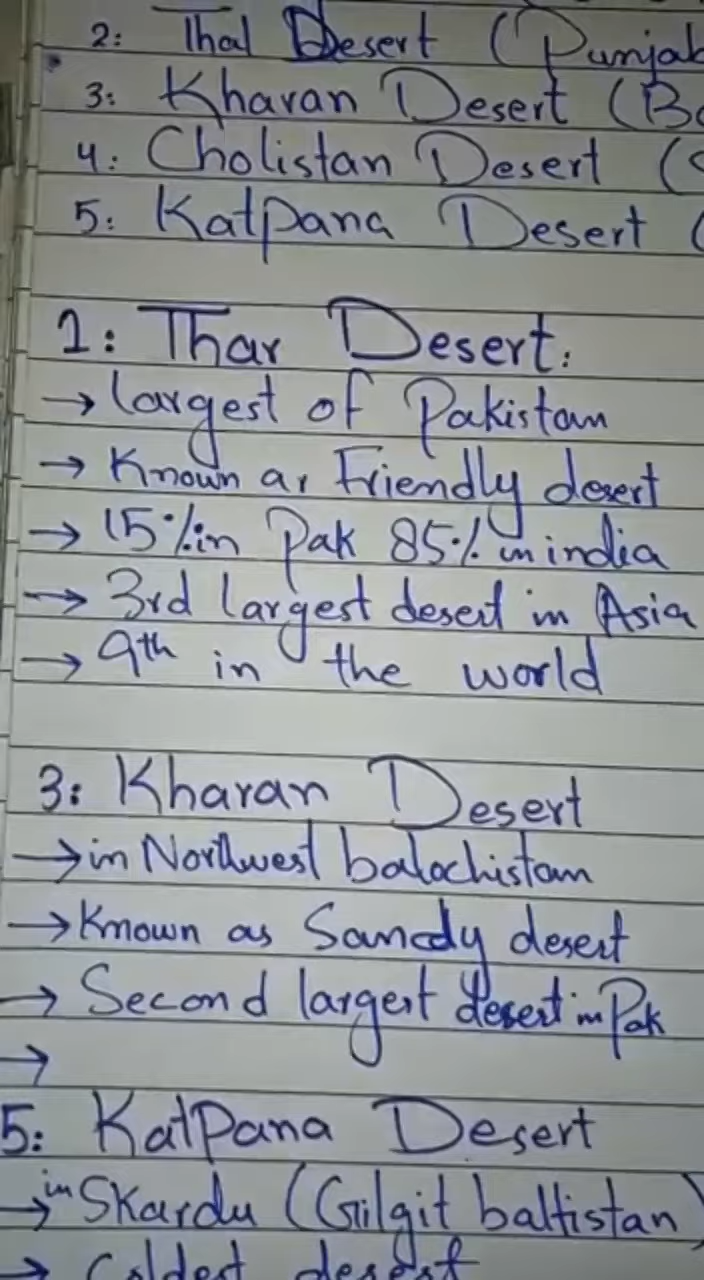 2: Thal Desert (Punjab
3: Kharan Desert (B
4: Cholistan Desert (
5: Katpana Desert (
1: Thar Desert:
→ largest of Pakistan
→ Known as Friendly desert
→ 15% in Pak 85% in india
→ 3rd largest desert in Asia
→ 9th in the world
3: Kharan Desert
→ in Northwest balochistan
→ Known as Sandy desert
→ Second largest desert in Pak
→
5: Katpana Desert
→ in Skardu (Gilgit baltistan)
→ Coldest desert